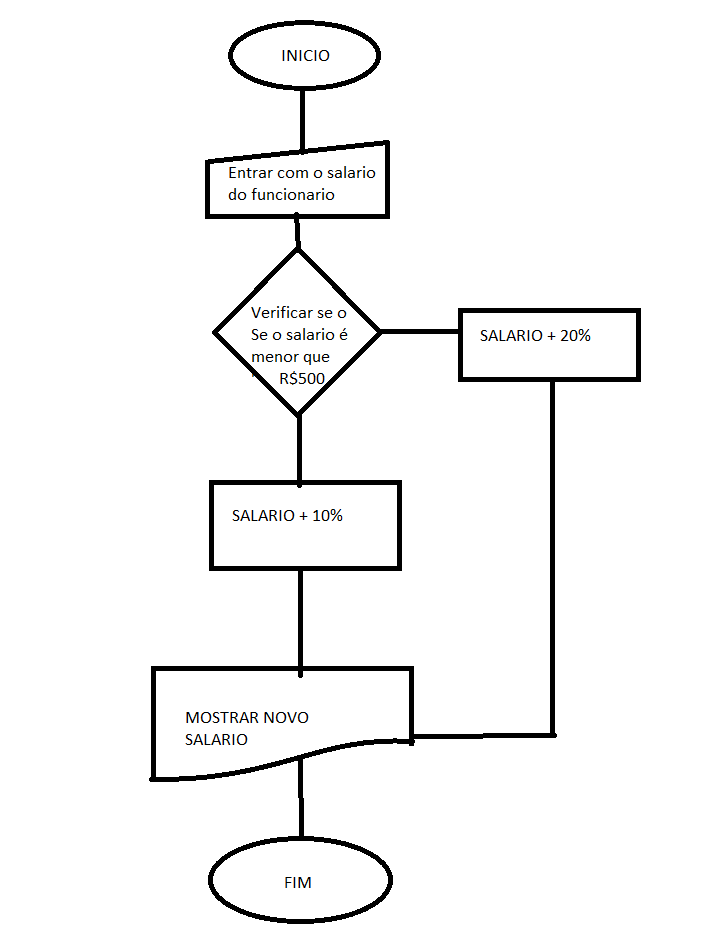 INICIO
Entrar com o salario
do funcionario
Verificar se o
Se o salario é
menor que
R$500
SALARIO + 20%
SALARIO + 10%
MOSTRAR NOVO
SALARIO
FIM